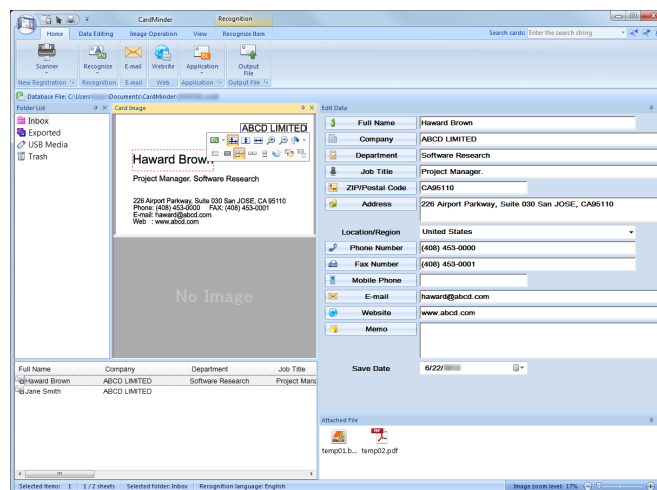 CardMinder
Recognition
Home Data Editing Image Operation View Recognize Item
Search cards: Enter the search string
Scanner Recognize E-mail Website Application Output File
New Registration Recognition E-mail Web Application Output File
Database File: C:\Users\ \Documents\CardMinder\
Folder List
Inbox
Exported
USB Media
Trash
Card Image
ABCD LIMITED
Haward Brown
Project Manager. Software Research
226 Airport Parkway, Suite 030 San JOSE, CA95110
Phone: (408) 453-0000 FAX: (408) 453-0001
E-mail: haward@abcd.com
Web : www.abcd.com
No Image
Edit Data
Full Name Haward Brown
Company ABCD LIMITED
Department Software Research
Job Title Project Manager.
ZIP/Postal Code CA95110
Address 226 Airport Parkway, Suite 030 San JOSE, CA95110
Location/Region United States
Phone Number (408) 453-0000
Fax Number (408) 453-0001
Mobile Phone
E-mail haward@abcd.com
Website www.abcd.com
Memo
Save Date 6/22/
Full Name Company Department Job Title
Haward Brown ABCD LIMITED Software Research Project Mana
Jane Smith ABCD LIMITED
Attached File
temp01.b... temp02.pdf
Selected items: 1 1 / 2 sheets Selected folder: Inbox Recognition language: English Image zoom level: 17%